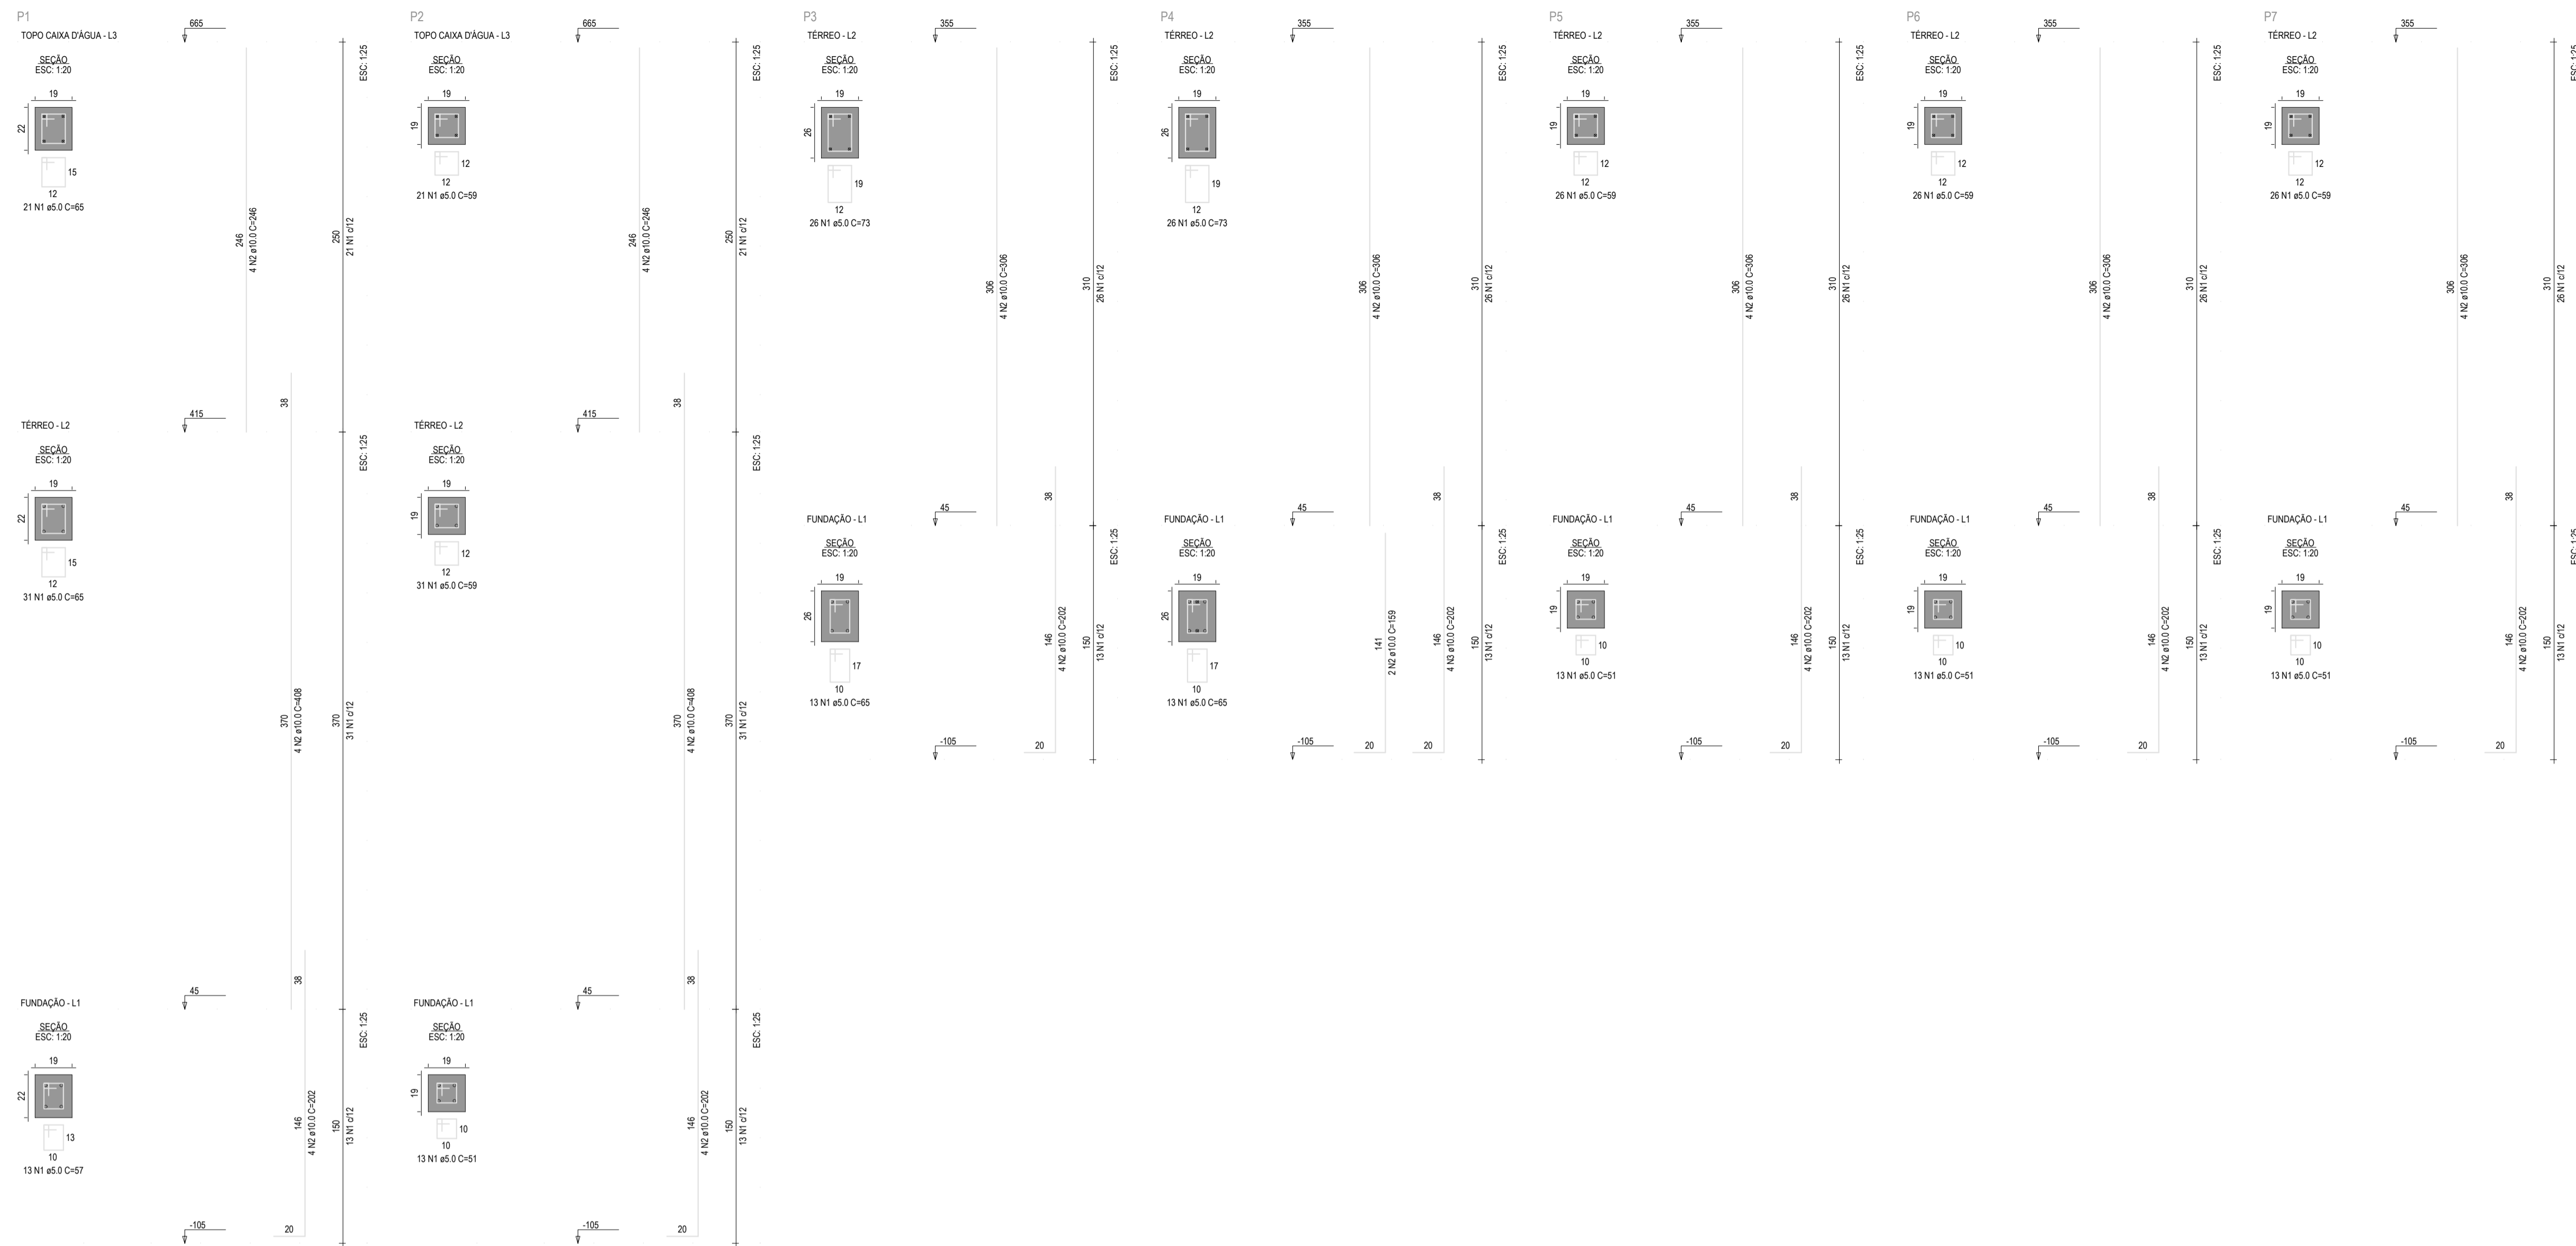 P1
TOPO CAIXA D'ÁGUA - L3
665
ESC: 1:25
SEÇÃO
ESC: 1:20
19
22
15
12
21 N1 ø5.0 C=65
246
4 N2 ø10.0 C=246
250
21 N1 c/12
415
38
TÉRREO - L2
ESC: 1:25
SEÇÃO
ESC: 1:20
19
22
15
12
31 N1 ø5.0 C=65
370
4 N2 ø10.0 C=408
370
31 N1 c/12
45
38
FUNDAÇÃO - L1
ESC: 1:25
SEÇÃO
ESC: 1:20
19
22
13
10
13 N1 ø5.0 C=57
146
4 N2 ø10.0 C=202
150
13 N1 c/12
-105
20
P2
TOPO CAIXA D'ÁGUA - L3
665
ESC: 1:25
SEÇÃO
ESC: 1:20
19
19
12
12
21 N1 ø5.0 C=59
246
4 N2 ø10.0 C=246
250
21 N1 c/12
415
38
TÉRREO - L2
ESC: 1:25
SEÇÃO
ESC: 1:20
19
19
12
12
31 N1 ø5.0 C=59
370
4 N2 ø10.0 C=408
370
31 N1 c/12
45
38
FUNDAÇÃO - L1
ESC: 1:25
SEÇÃO
ESC: 1:20
19
19
10
10
13 N1 ø5.0 C=51
146
4 N2 ø10.0 C=202
150
13 N1 c/12
-105
20
P3
TÉRREO - L2
355
ESC: 1:25
SEÇÃO
ESC: 1:20
19
26
19
12
26 N1 ø5.0 C=73
306
4 N2 ø10.0 C=306
310
26 N1 c/12
45
38
FUNDAÇÃO - L1
ESC: 1:25
SEÇÃO
ESC: 1:20
19
26
17
10
13 N1 ø5.0 C=65
146
4 N2 ø10.0 C=202
150
13 N1 c/12
-105
20
P4
TÉRREO - L2
355
ESC: 1:25
SEÇÃO
ESC: 1:20
19
26
19
12
26 N1 ø5.0 C=73
306
4 N2 ø10.0 C=306
310
26 N1 c/12
45
38
FUNDAÇÃO - L1
ESC: 1:25
SEÇÃO
ESC: 1:20
19
26
17
10
13 N1 ø5.0 C=65
141
2 N2 ø10.0 C=159
146
4 N3 ø10.0 C=202
150
13 N1 c/12
-105
20
20
P5
TÉRREO - L2
355
ESC: 1:25
SEÇÃO
ESC: 1:20
19
19
12
12
26 N1 ø5.0 C=59
306
4 N2 ø10.0 C=306
310
26 N1 c/12
45
38
FUNDAÇÃO - L1
ESC: 1:25
SEÇÃO
ESC: 1:20
19
19
10
10
13 N1 ø5.0 C=51
146
4 N2 ø10.0 C=202
150
13 N1 c/12
-105
20
P6
TÉRREO - L2
355
ESC: 1:25
SEÇÃO
ESC: 1:20
19
19
12
12
26 N1 ø5.0 C=59
306
4 N2 ø10.0 C=306
310
26 N1 c/12
45
38
FUNDAÇÃO - L1
ESC: 1:25
SEÇÃO
ESC: 1:20
19
19
10
10
13 N1 ø5.0 C=51
146
4 N2 ø10.0 C=202
150
13 N1 c/12
-105
20
P7
TÉRREO - L2
355
ESC: 1:25
SEÇÃO
ESC: 1:20
19
19
12
12
26 N1 ø5.0 C=59
306
4 N2 ø10.0 C=306
310
26 N1 c/12
45
38
FUNDAÇÃO - L1
ESC: 1:25
SEÇÃO
ESC: 1:20
19
19
10
10
13 N1 ø5.0 C=51
146
4 N2 ø10.0 C=202
150
13 N1 c/12
-105
20